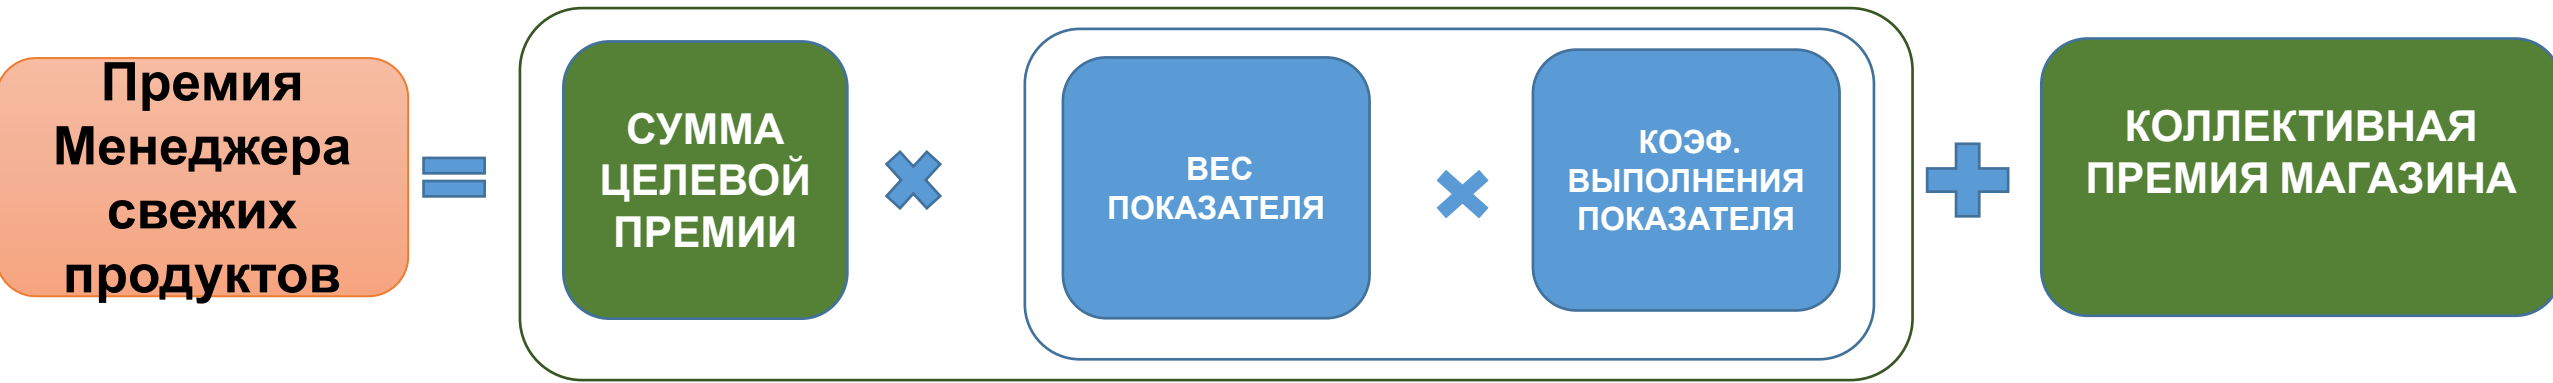 Премия
Менеджера
свежих
продуктов
СУММА
ЦЕЛЕВОЙ
ПРЕМИИ
ВЕС
ПОКАЗАТЕЛЯ
КОЭФ.
ВЫПОЛНЕНИЯ
ПОКАЗАТЕЛЯ
КОЛЛЕКТИВНАЯ
ПРЕМИЯ МАГАЗИНА